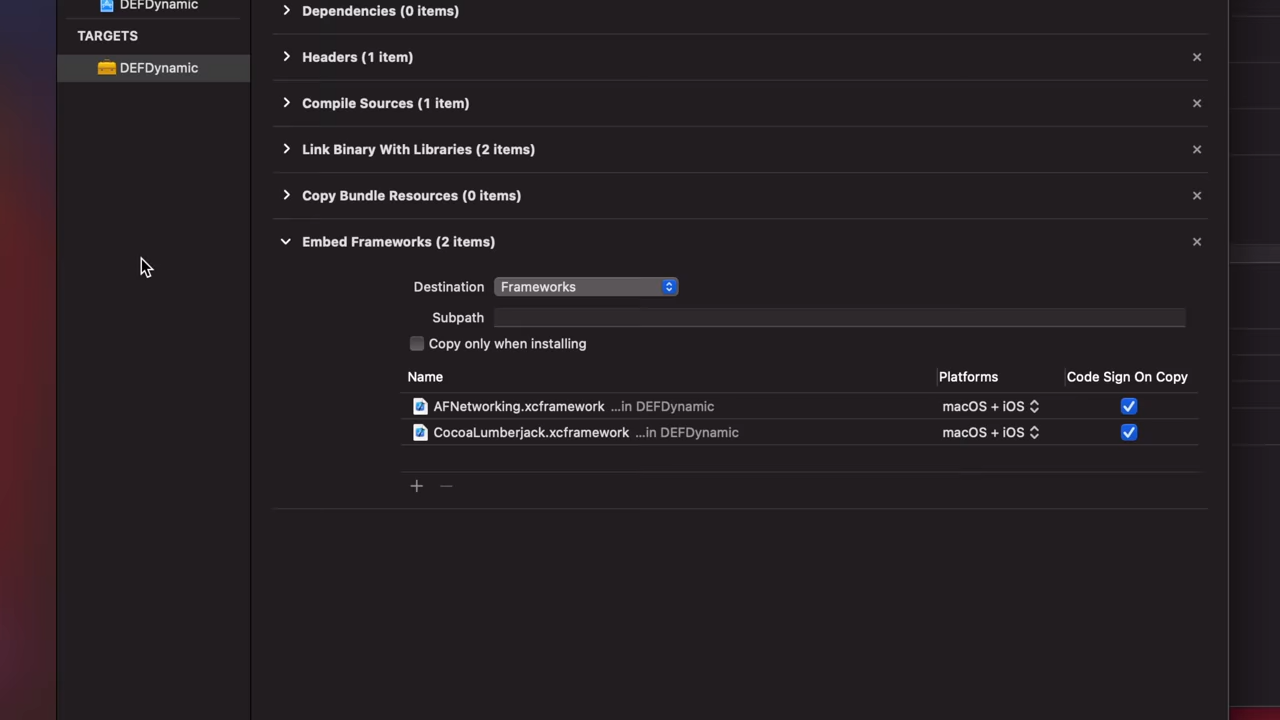 DEFDynamic
Dependencies (0 items)
TARGETS
DEFDynamic
Headers (1 item)
Compile Sources (1 item)
Link Binary With Libraries (2 items)
Copy Bundle Resources (0 items)
Embed Frameworks (2 items)
Destination Frameworks
Subpath
Copy only when installing
Name Platforms Code Sign On Copy
AFNetworking.xcframework ...in DEFDynamic macOS + iOS
CocoaLumberjack.xcframework ...in DEFDynamic macOS + iOS